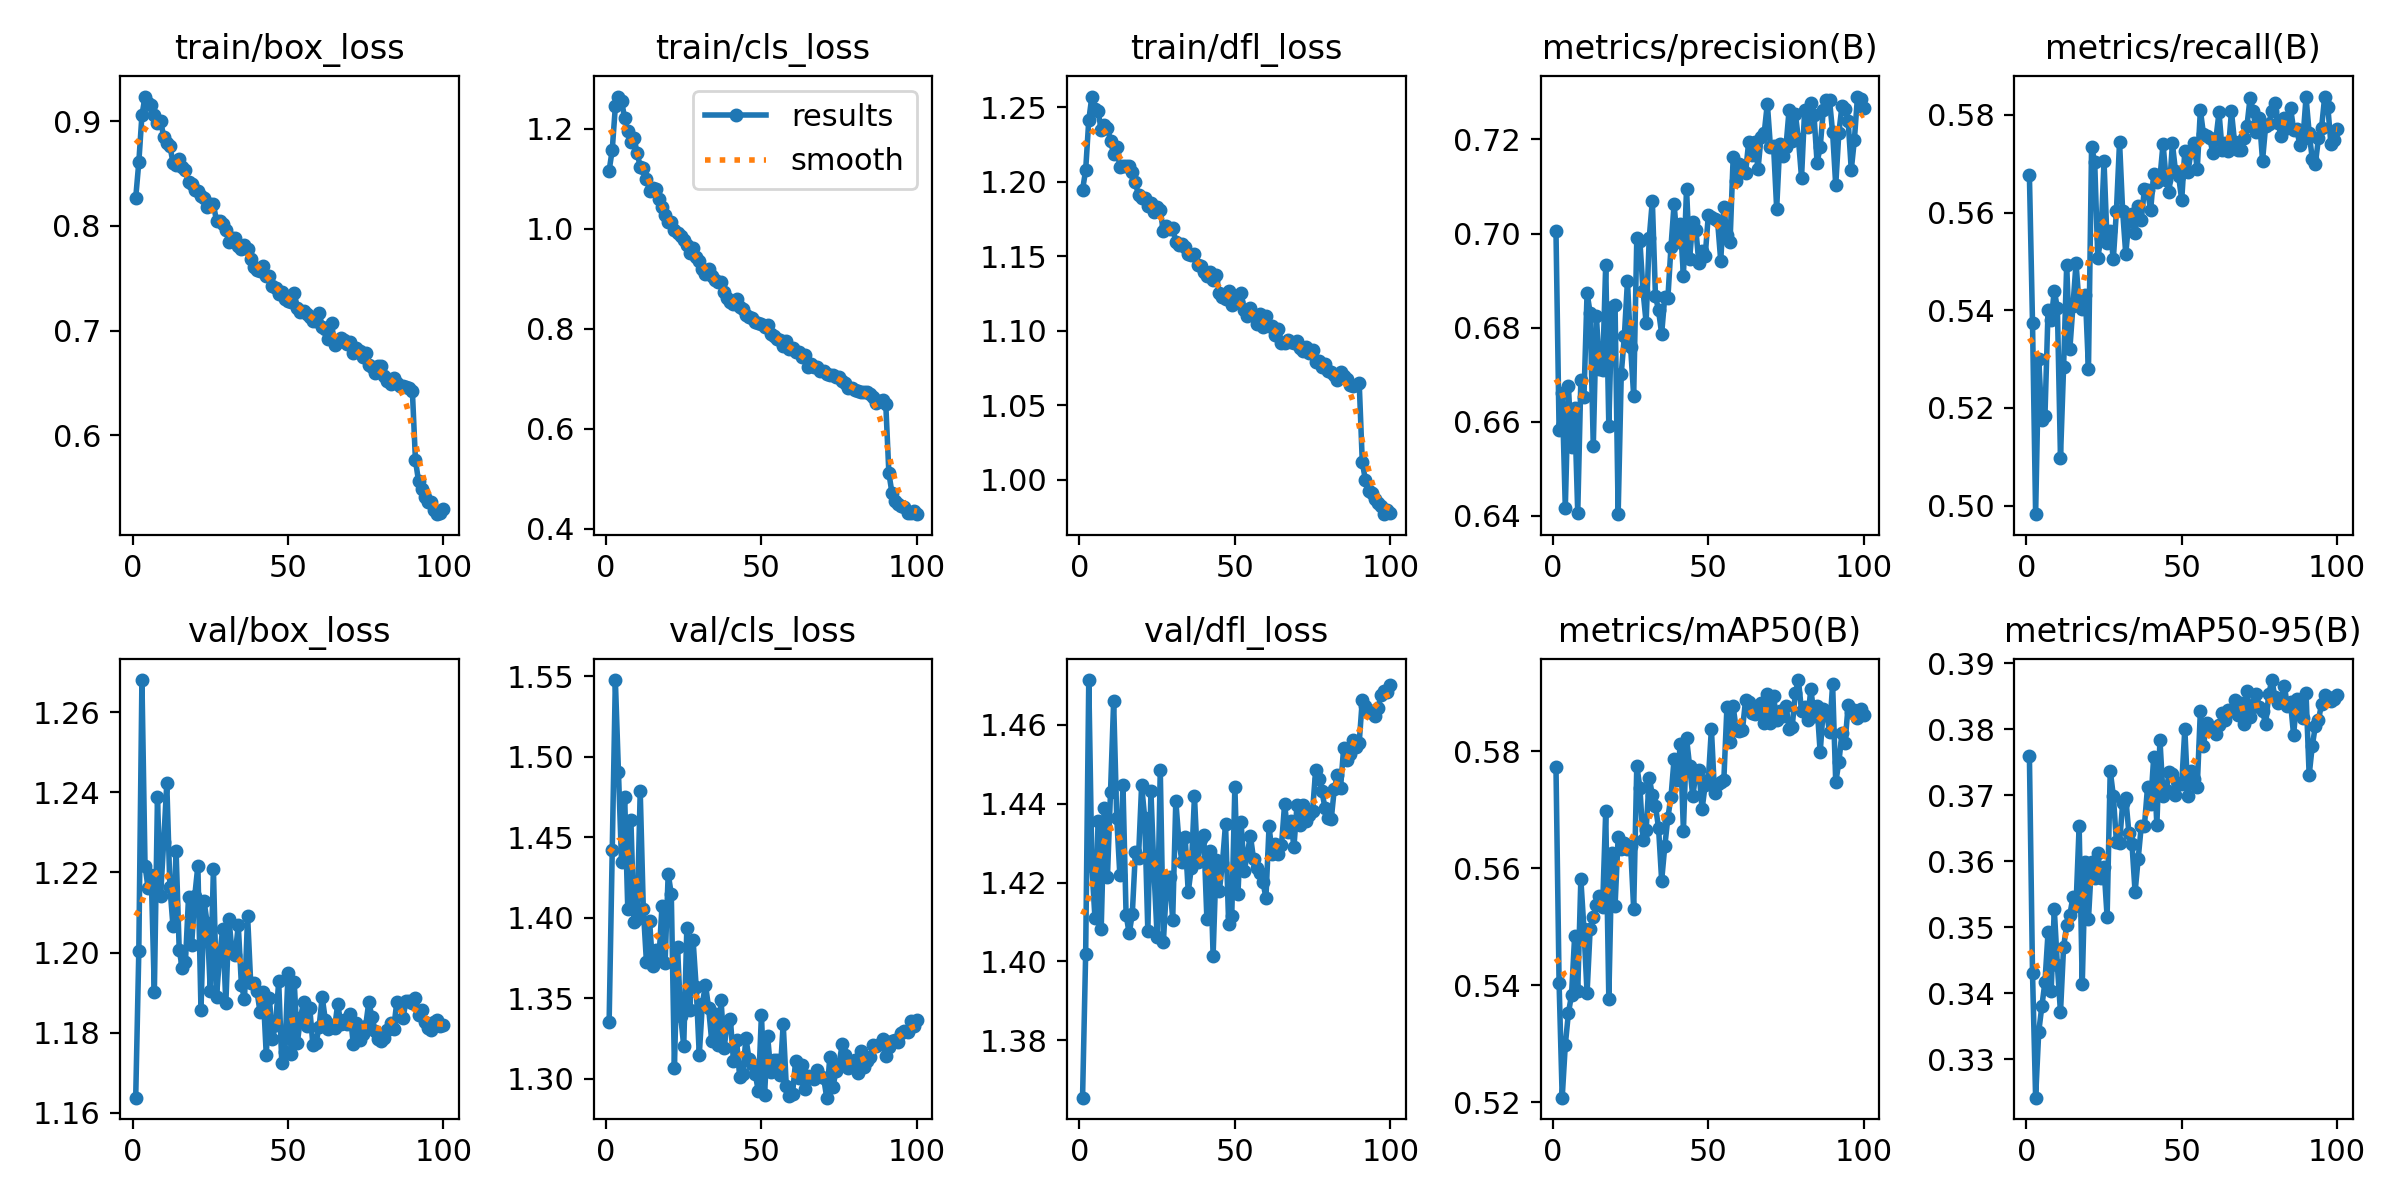 train/box_loss
0.9
0.8
0.7
0.6
0 50 100
train/cls_loss
results
smooth
1.2
1.0
0.8
0.6
0.4
0 50 100
train/dfl_loss
1.25
1.20
1.15
1.10
1.05
1.00
0 50 100
metrics/precision(B)
0.72
0.70
0.68
0.66
0.64
0 50 100
metrics/recall(B)
0.58
0.56
0.54
0.52
0.50
0 50 100
val/box_loss
1.26
1.24
1.22
1.20
1.18
1.16
0 50 100
val/cls_loss
1.55
1.50
1.45
1.40
1.35
1.30
0 50 100
val/dfl_loss
1.46
1.44
1.42
1.40
1.38
0 50 100
metrics/mAP50(B)
0.58
0.56
0.54
0.52
0 50 100
metrics/mAP50-95(B)
0.39
0.38
0.37
0.36
0.35
0.34
0.33
0 50 100